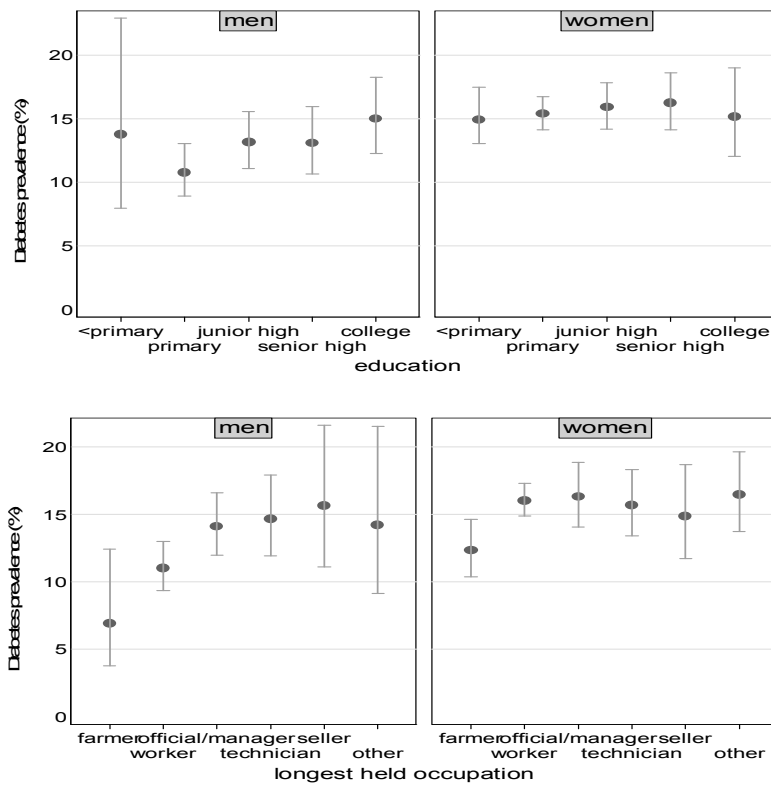 men
women
20
15
10
5
0
Diabetes prevalence (%)
<primary
junior high
college
<primary
junior high
college
primary
senior high
primary
senior high
education
men
women
20
15
10
5
0
Diabetes prevalence (%)
farmer
official/manager
seller
farmer
official/manager
seller
worker
technician
other
worker
technician
other
longest held occupation